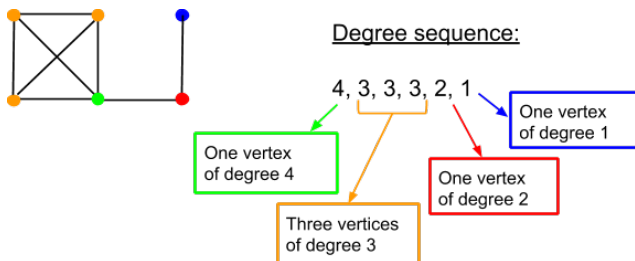 Degree sequence:
4, 3, 3, 3, 2, 1
One vertex
of degree 1
One vertex
of degree 4
One vertex
of degree 2
Three vertices
of degree 3